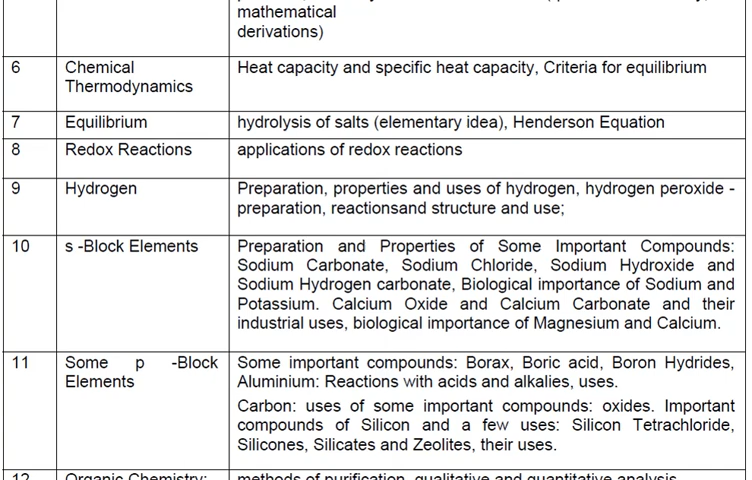 mathematical
derivations)
6 Chemical Thermodynamics Heat capacity and specific heat capacity, Criteria for equilibrium
7 Equilibrium hydrolysis of salts (elementary idea), Henderson Equation
8 Redox Reactions applications of redox reactions
9 Hydrogen Preparation, properties and uses of hydrogen, hydrogen peroxide -
preparation, reactionsand structure and use;
10 s -Block Elements Preparation and Properties of Some Important Compounds:
Sodium Carbonate, Sodium Chloride, Sodium Hydroxide and
Sodium Hydrogen carbonate, Biological importance of Sodium and
Potassium. Calcium Oxide and Calcium Carbonate and their
industrial uses, biological importance of Magnesium and Calcium.
11 Some p -Block Elements Some important compounds: Borax, Boric acid, Boron Hydrides,
Aluminium: Reactions with acids and alkalies, uses.
Carbon: uses of some important compounds: oxides. Important
compounds of Silicon and a few uses: Silicon Tetrachloride,
Silicones, Silicates and Zeolites, their uses.
12 Organic Chemistry: methods of purification, qualitative and quantitative analysis